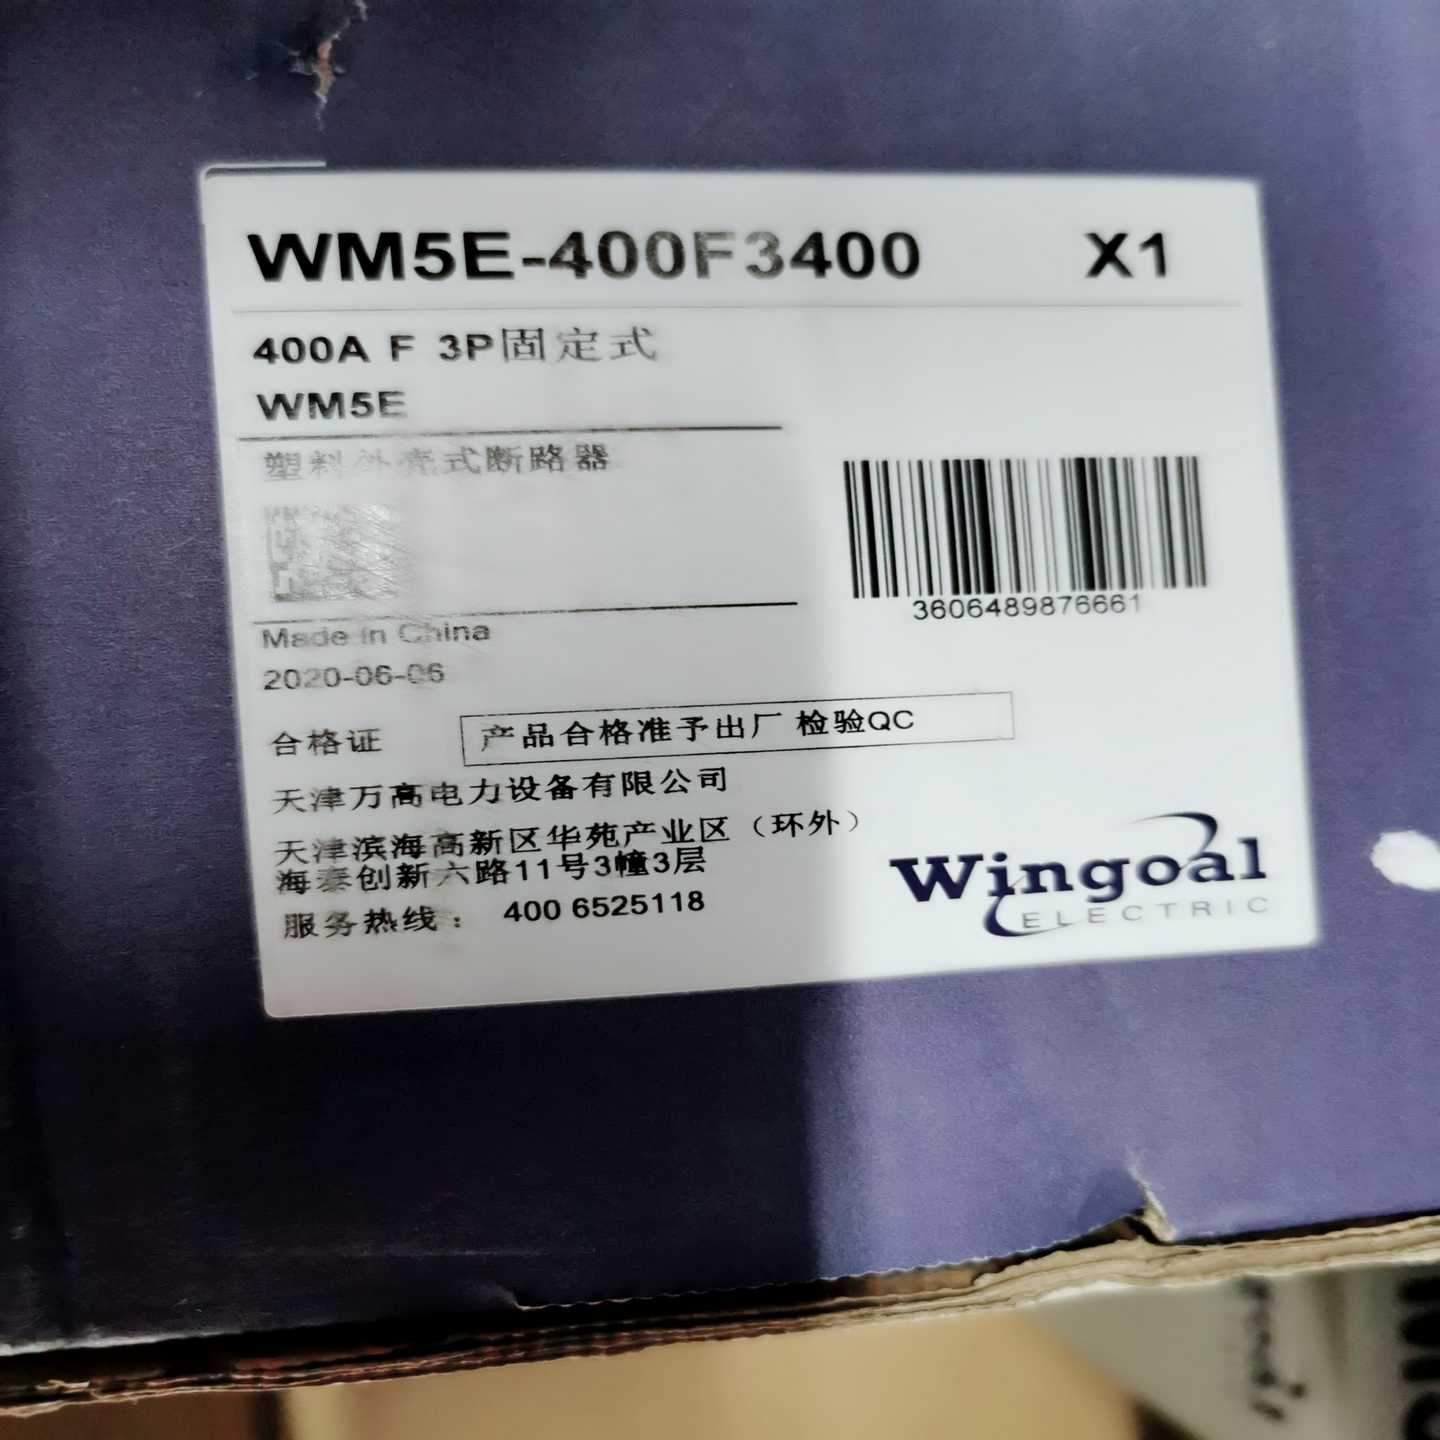 WM5E-400F3400 X1
400A F 3P固定式
WM5E
塑料外壳式断路器
3606489876661
Made in China
2020-06-06
合格证 产品合格准予出厂 检验QC
天津万高电力设备有限公司
天津滨海高新区华苑产业区（环外）
海泰创新六路11号3幢3层
服务热线： 400 6525118
Wingoal
ELECTRIC